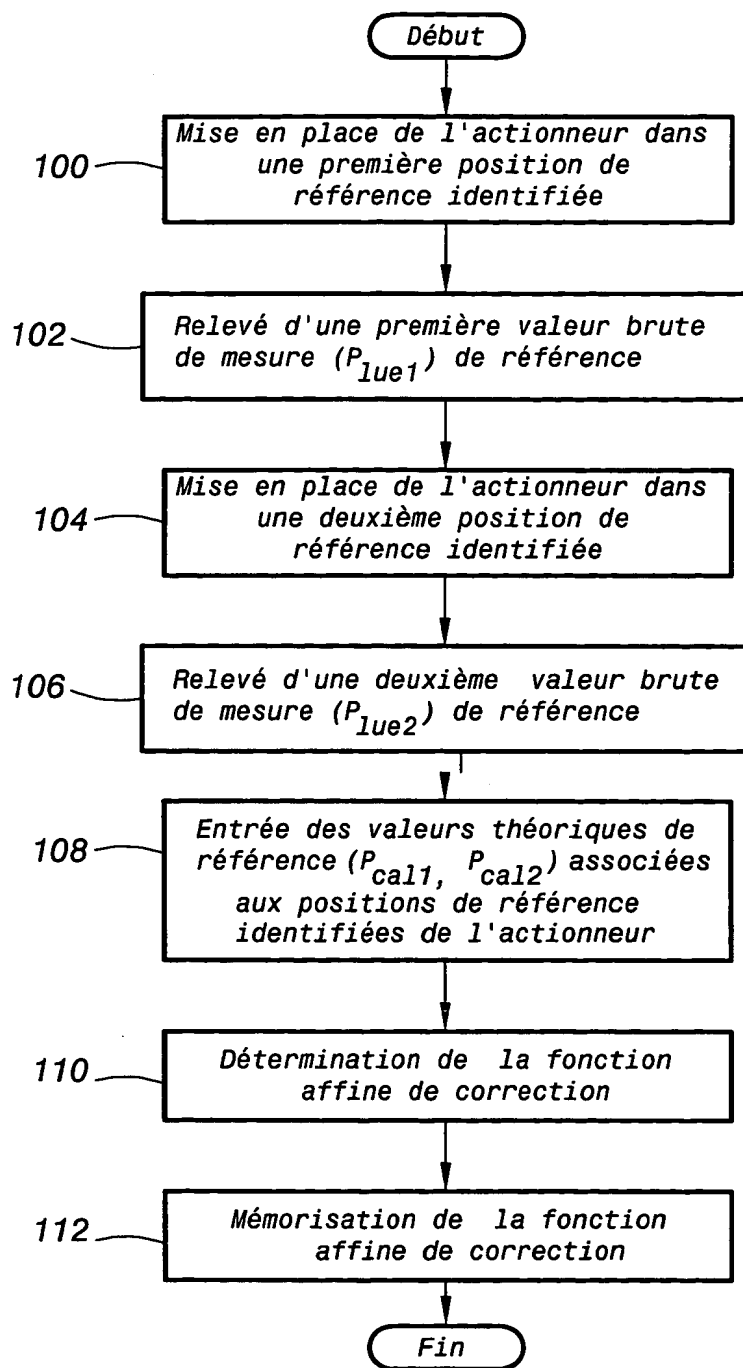 Début
100
Mise en place de l'actionneur dans
une première position de
référence identifiée
102
Relevé d'une première valeur brute
de mesure (P_lue1) de référence
104
Mise en place de l'actionneur dans
une deuxième position de
référence identifiée
106
Relevé d'une deuxième valeur brute
de mesure (P_lue2) de référence
108
Entrée des valeurs théoriques de
référence (P_cal1, P_cal2) associées
aux positions de référence
identifiées de l'actionneur
110
Détermination de la fonction
affine de correction
112
Mémorisation de la fonction
affine de correction
Fin